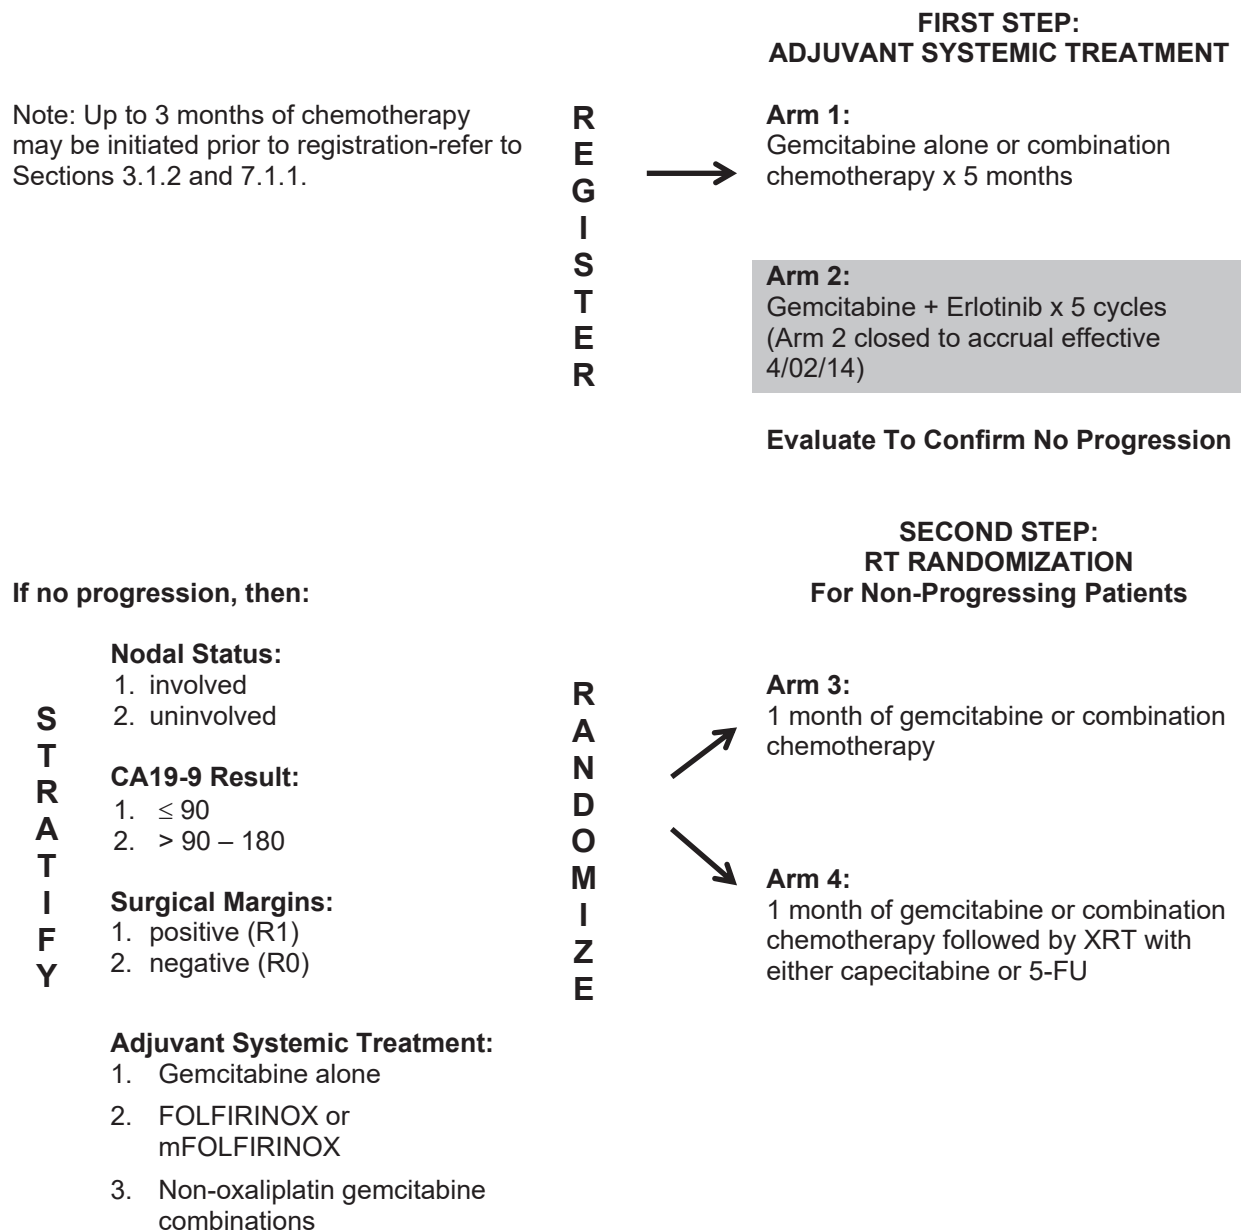 FIRST STEP:
ADJUVANT SYSTEMIC TREATMENT
Note: Up to 3 months of chemotherapy
may be initiated prior to registration-refer to
Sections 3.1.2 and 7.1.1.
R
E
G
I
S
T
E
R
Arm 1:
Gemcitabine alone or combination
chemotherapy x 5 months
Arm 2:
Gemcitabine + Erlotinib x 5 cycles
(Arm 2 closed to accrual effective
4/02/14)
Evaluate To Confirm No Progression
SECOND STEP:
RT RANDOMIZATION
For Non-Progressing Patients
If no progression, then:
S
T
R
A
T
I
F
Y
Nodal Status:
1. involved
2. uninvolved
CA19-9 Result:
1. ≤ 90
2. > 90 – 180
Surgical Margins:
1. positive (R1)
2. negative (R0)
Adjuvant Systemic Treatment:
1. Gemcitabine alone
2. FOLFIRINOX or
mFOLFIRINOX
3. Non-oxaliplatin gemcitabine
combinations
R
A
N
D
O
M
I
Z
E
Arm 3:
1 month of gemcitabine or combination
chemotherapy
Arm 4:
1 month of gemcitabine or combination
chemotherapy followed by XRT with
either capecitabine or 5-FU